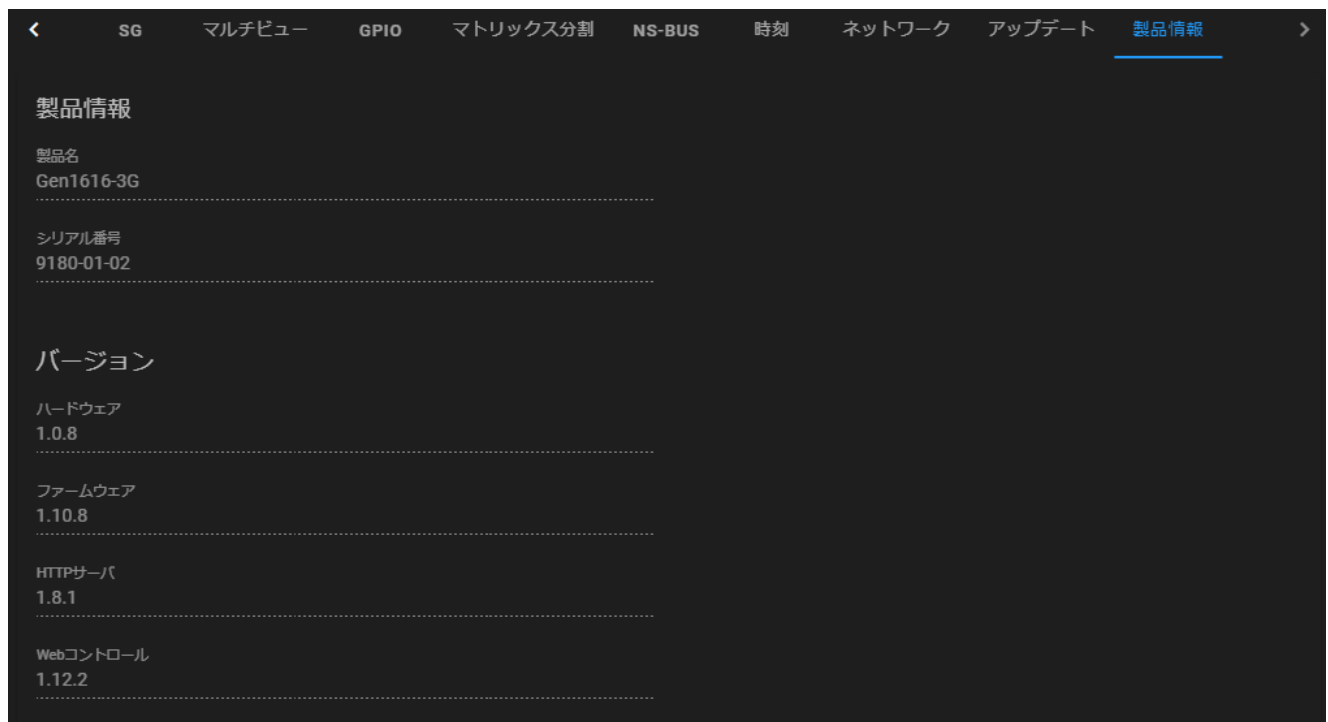 SG マルチビュー GPIO マトリックス分割 NS-BUS 時刻 ネットワーク アップデート 製品情報
製品情報
製品名
Gen1616-3G
シリアル番号
9180-01-02
バージョン
ハードウェア
1.0.8
ファームウェア
1.10.8
HTTPサーバ
1.8.1
Webコントロール
1.12.2